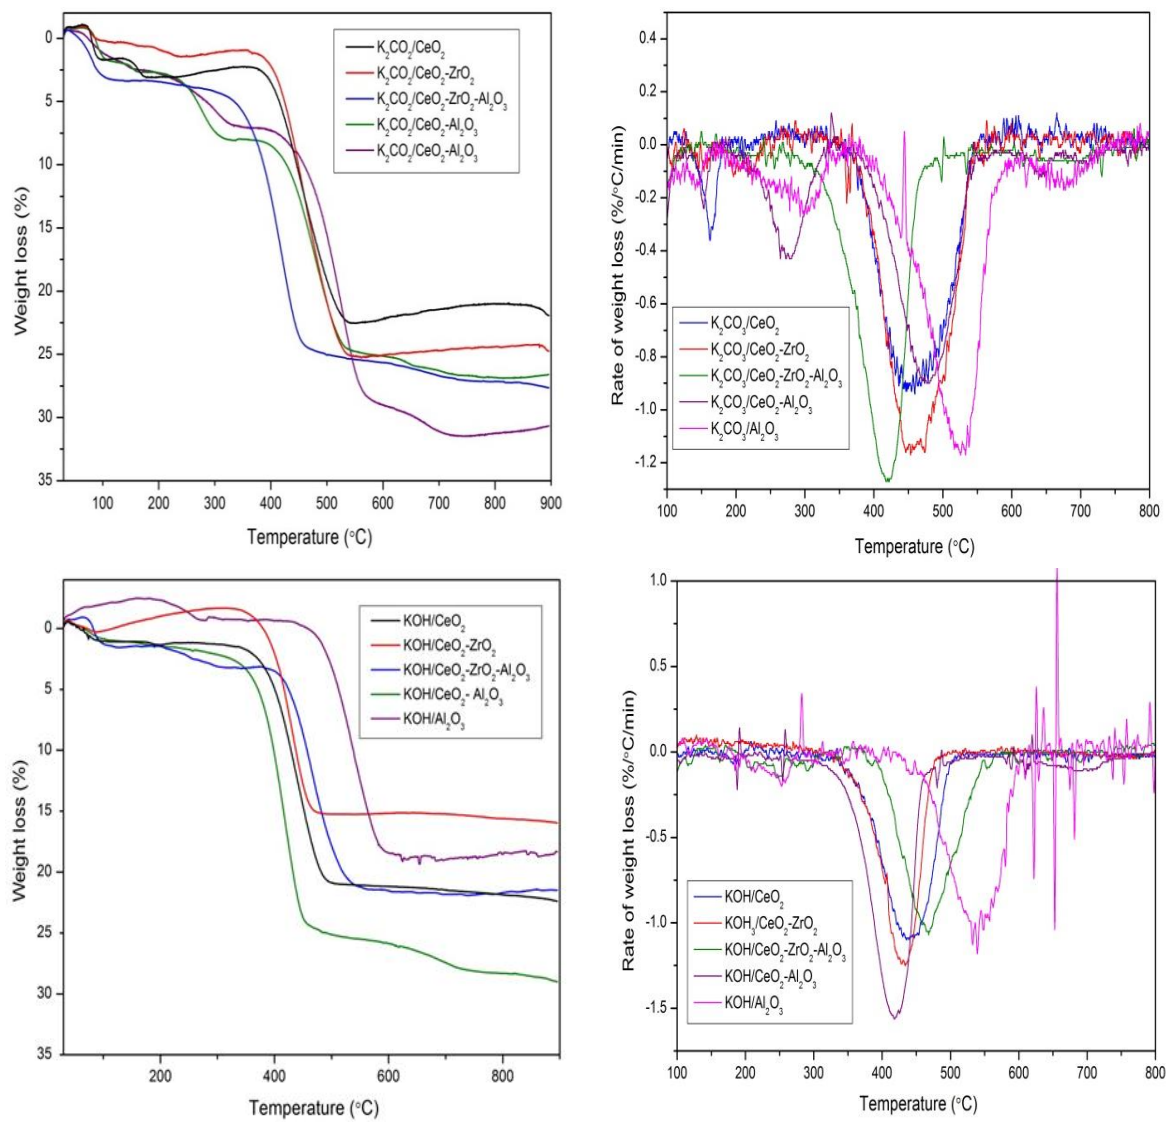 0
5
10
15
20
25
30
35
Weight loss (%)
K2CO2/CeO2
K2CO2/CeO2-ZrO2
K2CO2/CeO2-ZrO2-Al2O3
K2CO2/CeO2-Al2O3
K2CO2/CeO2-Al2O3
100 200 300 400 500 600 700 800 900
Temperature (°C)
0.4
0.2
0.0
-0.2
-0.4
-0.6
-0.8
-1.0
-1.2
Rate of weight loss (%/°C/min)
K2CO3/CeO2
K2CO3/CeO2-ZrO2
K2CO3/CeO2-ZrO2-Al2O3
K2CO3/CeO2-Al2O3
K2CO3/Al2O3
100 200 300 400 500 600 700 800
Temperature (°C)
0
5
10
15
20
25
30
35
Weight loss (%)
KOH/CeO2
KOH/CeO2-ZrO2
KOH/CeO2-ZrO2-Al2O3
KOH/CeO2- Al2O3
KOH/Al2O3
200 400 600 800
Temperature (°C)
1.0
0.5
0.0
-0.5
-1.0
-1.5
Rate of weight loss (%/°C/min)
KOH/CeO2
KOH3/CeO2-ZrO2
KOH/CeO2-ZrO2-Al2O3
KOH/CeO2-Al2O3
KOH/Al2O3
100 200 300 400 500 600 700 800
Temperature (°C)